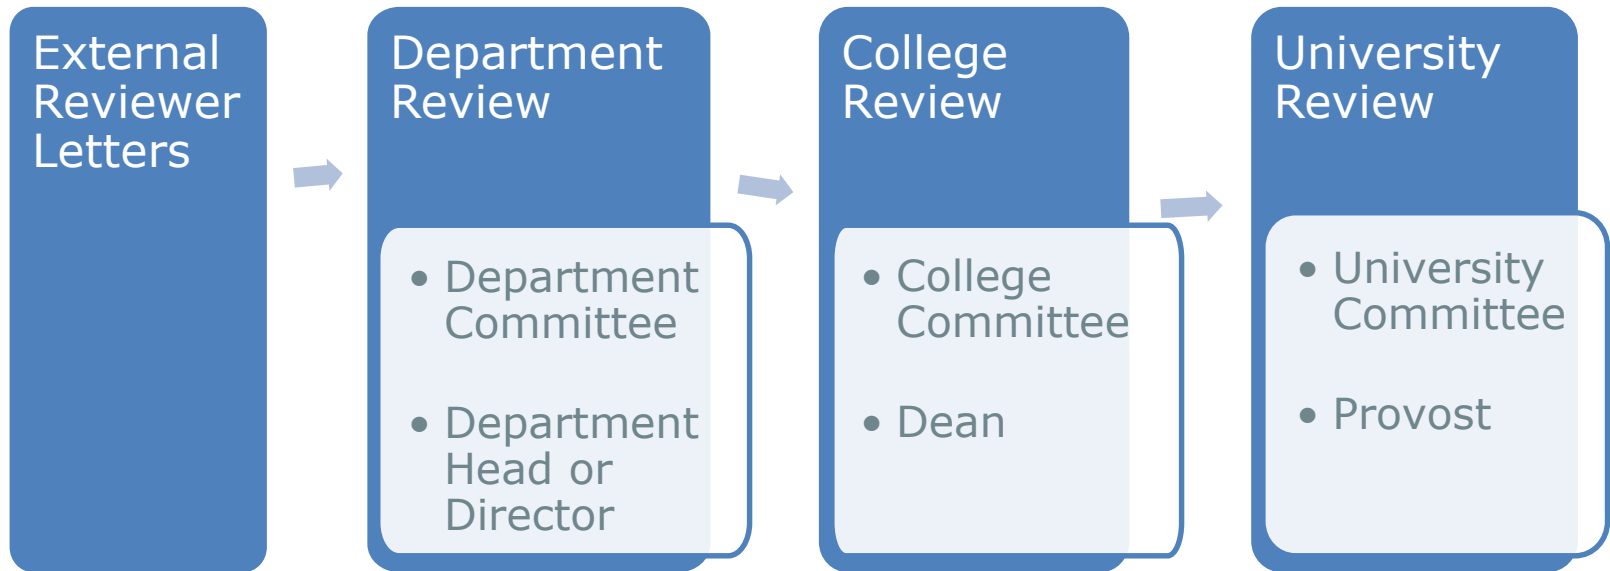 External
Reviewer
Letters
Department
Review
• Department
Committee
• Department
Head or
Director
College
Review
• College
Committee
• Dean
University
Review
• University
Committee
• Provost